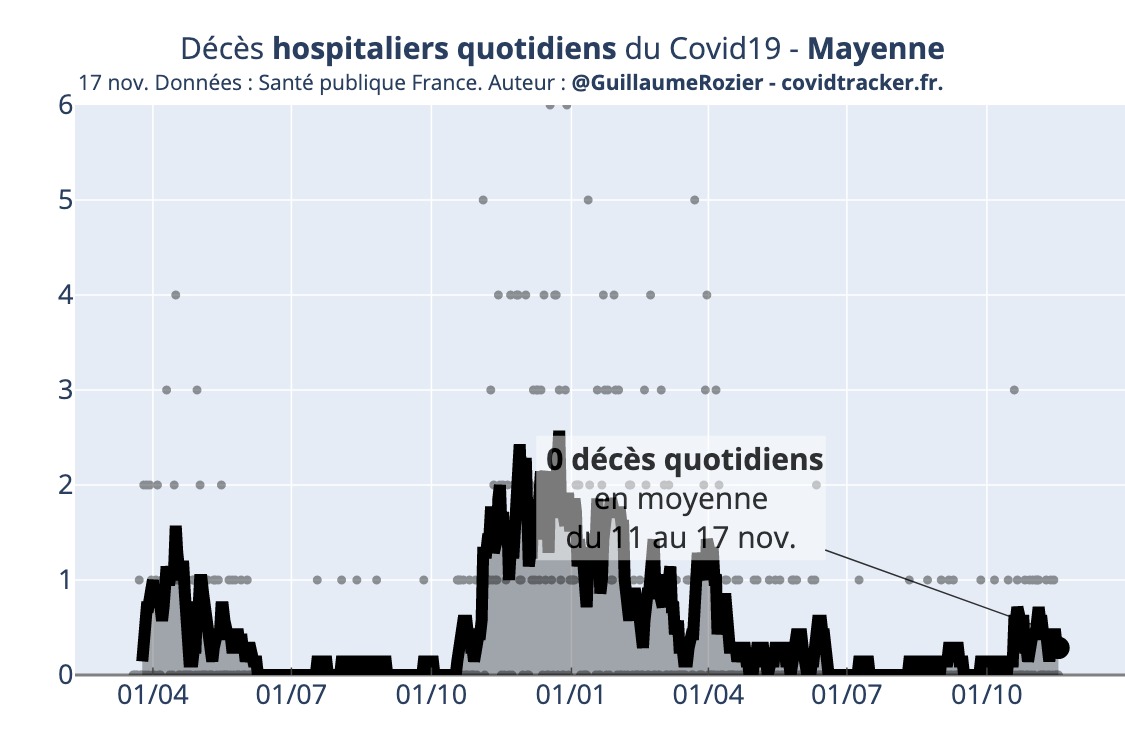 Décès hospitaliers quotidiens du Covid19 - Mayenne
17 nov. Données : Santé publique France. Auteur : @GuillaumeRozier - covidtracker.fr.
6
5
4
3
2
1
0
0 décès quotidiens
en moyenne
du 11 au 17 nov.
01/04 01/07 01/10 01/01 01/04 01/07 01/10